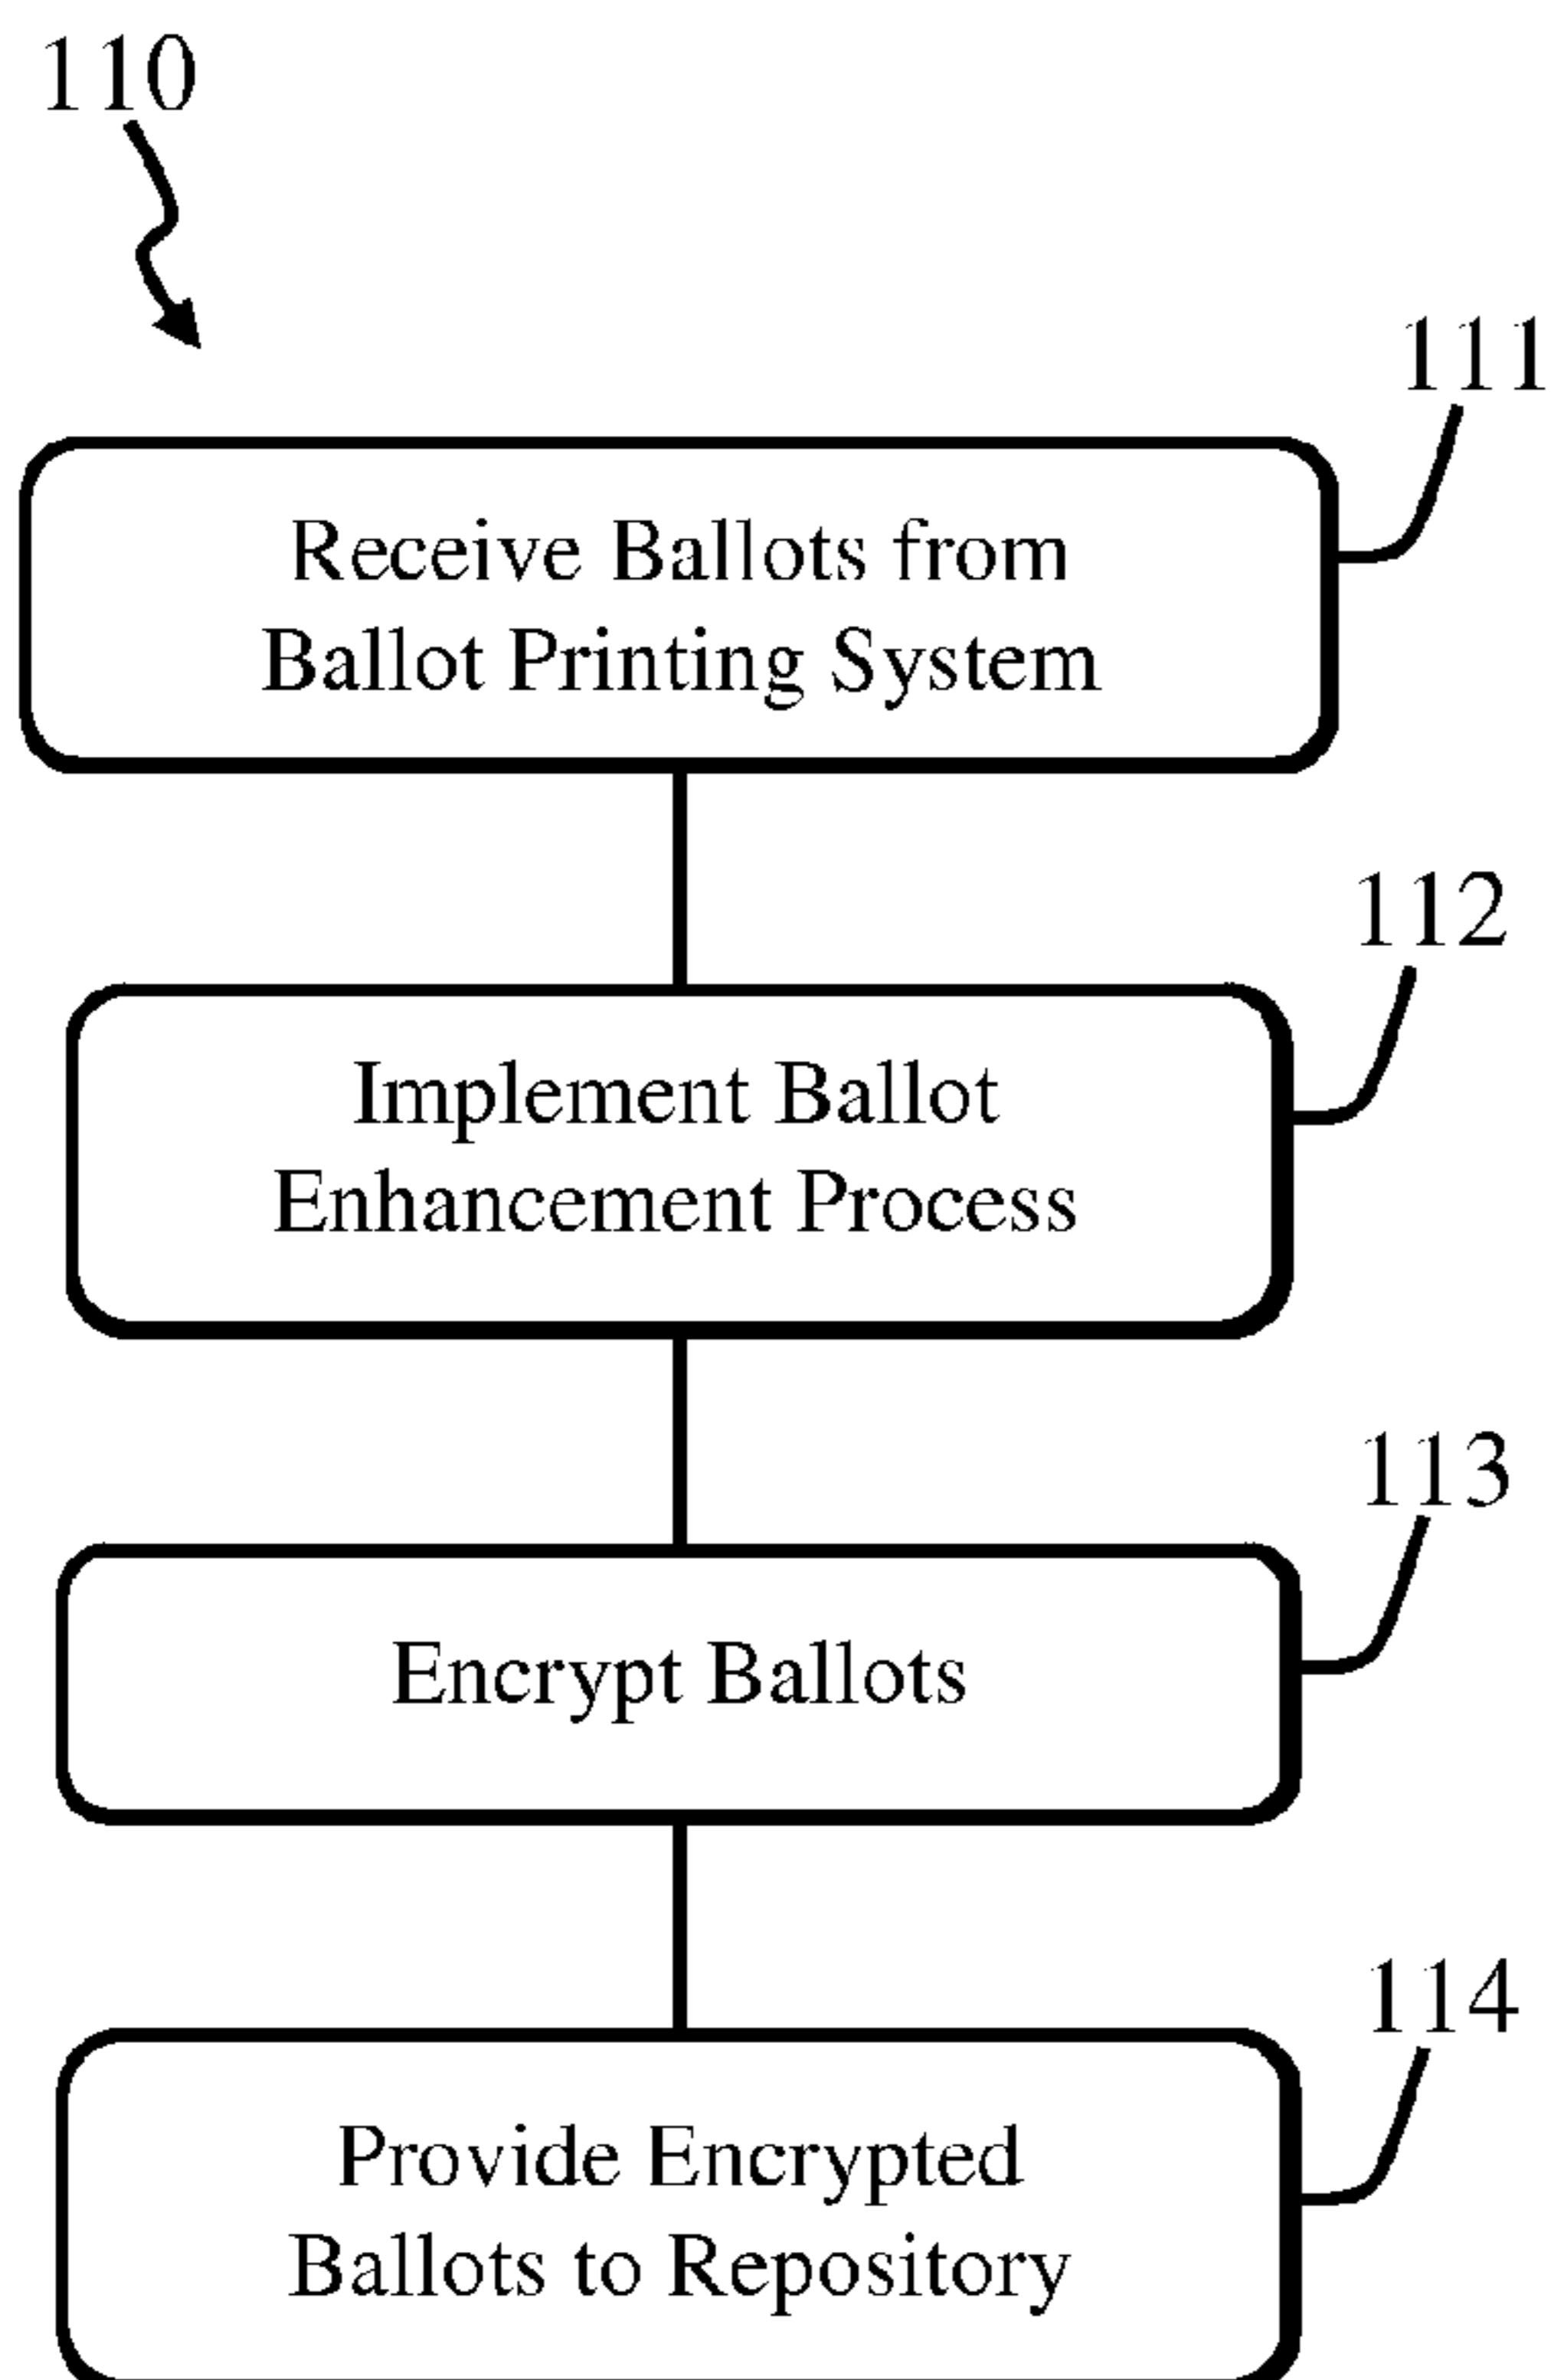 110
111
Receive Ballots from
Ballot Printing System
112
Implement Ballot
Enhancement Process
113
Encrypt Ballots
114
Provide Encrypted
Ballots to Repository